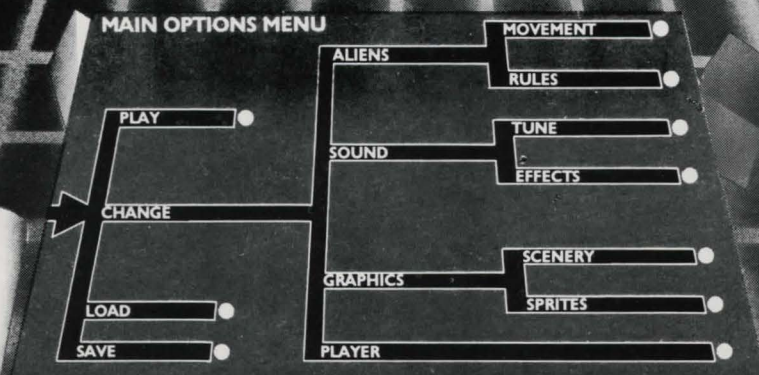 MAIN OPTIONS MENU
MOVEMENT
ALIENS
RULES
PLAY
TUNE
SOUND
EFFECTS
CHANGE
SCENERY
GRAPHICS
SPRITES
LOAD
SAVE
PLAYER